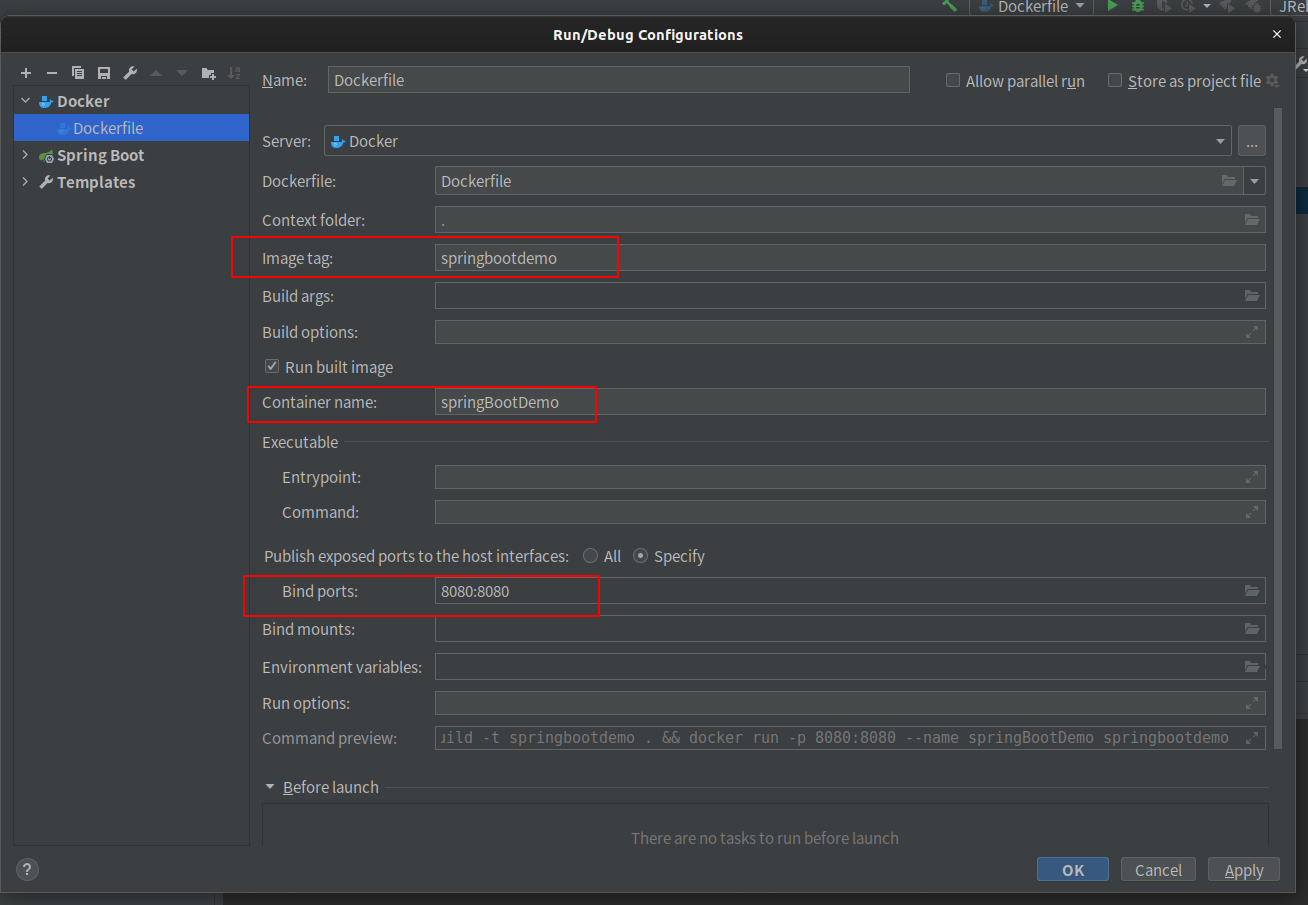 Dockerfile
JRe
Run/Debug Configurations
Docker
Dockerfile
Spring Boot
Templates
Name: Dockerfile Allow parallel run Store as project file
Server: Docker ...
Dockerfile: Dockerfile
Context folder: .
Image tag: springbootdemo
Build args:
Build options:
Run built image
Container name: springBootDemo
Executable
Entrypoint:
Command:
Publish exposed ports to the host interfaces: All Specify
Bind ports: 8080:8080
Bind mounts:
Environment variables:
Run options:
Command preview: uild -t springbootdemo . && docker run -p 8080:8080 --name springBootDemo springbootdemo
Before launch
There are no tasks to run before launch
? OK Cancel Apply